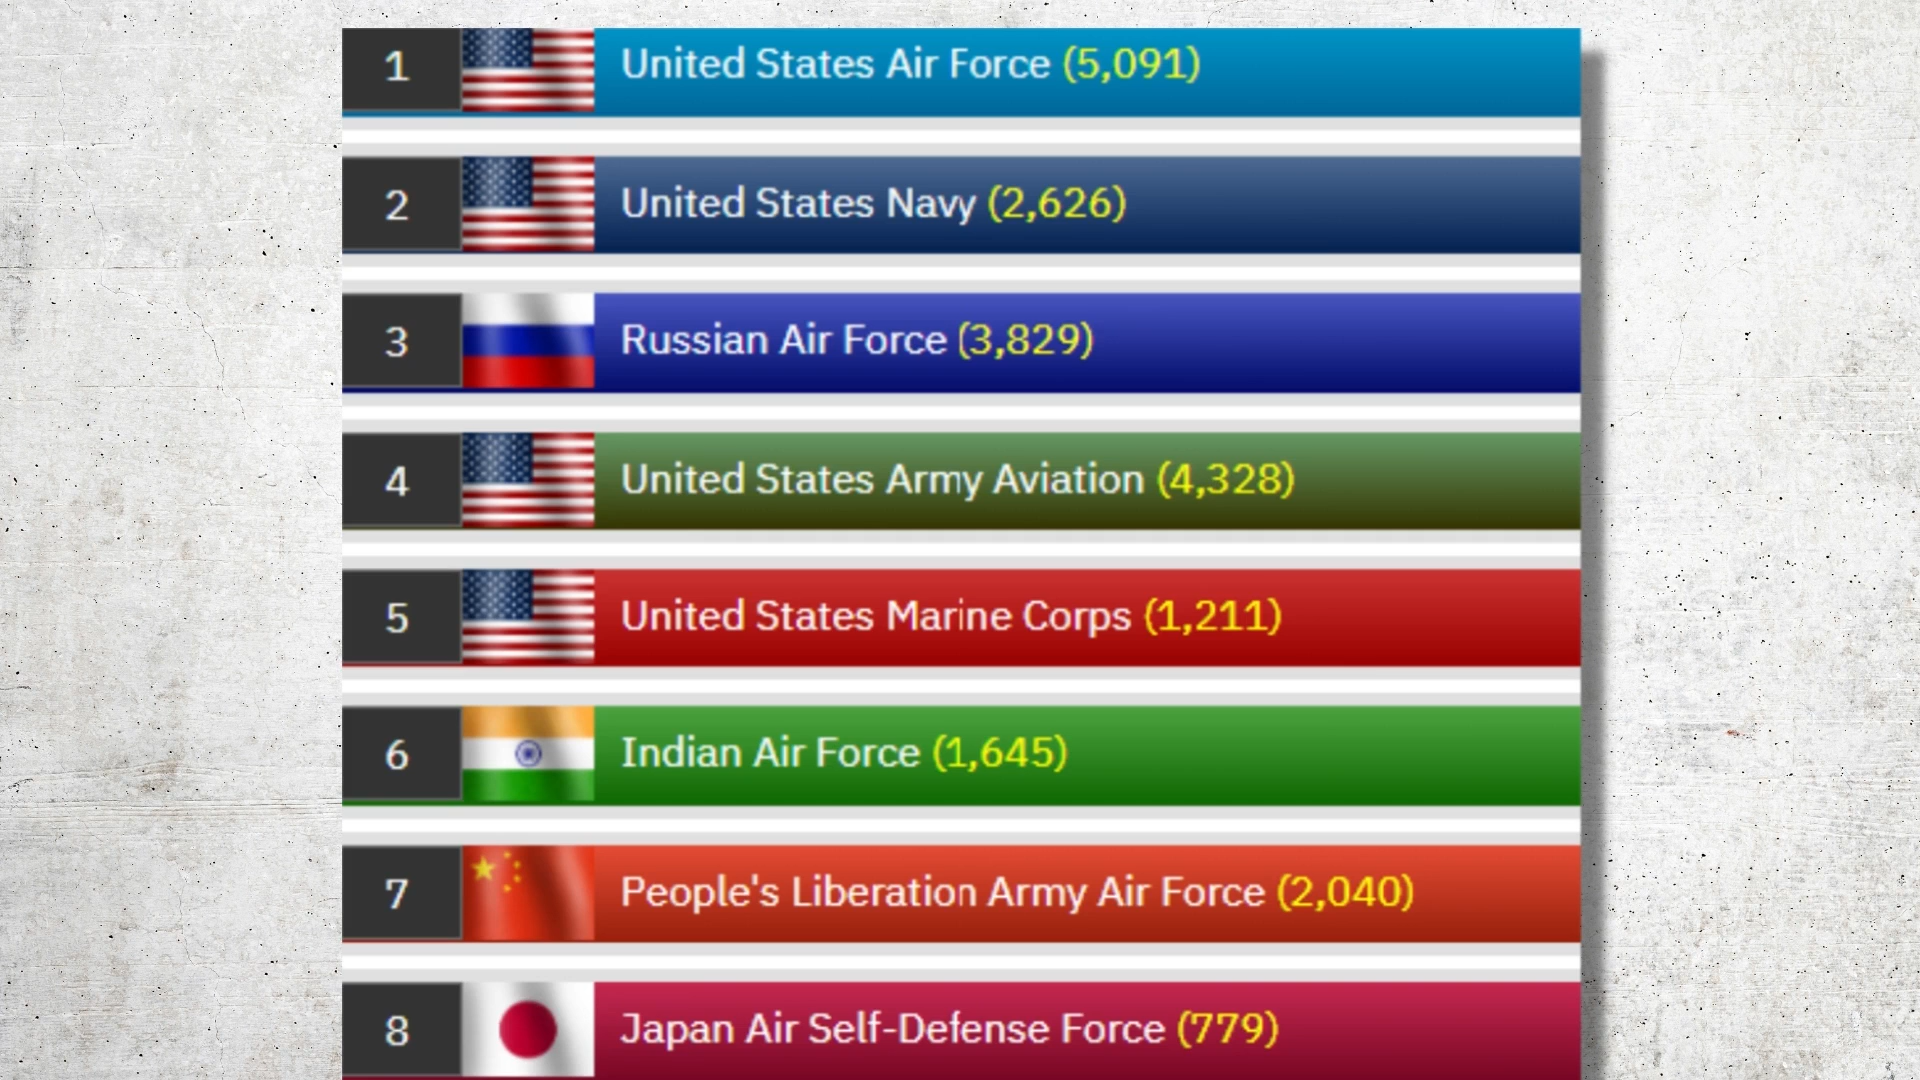 1 United States Air Force (5,091)
2 United States Navy (2,626)
3 Russian Air Force (3,829)
4 United States Army Aviation (4,328)
5 United States Marine Corps (1,211)
6 Indian Air Force (1,645)
7 People's Liberation Army Air Force (2,040)
8 Japan Air Self-Defense Force (779)